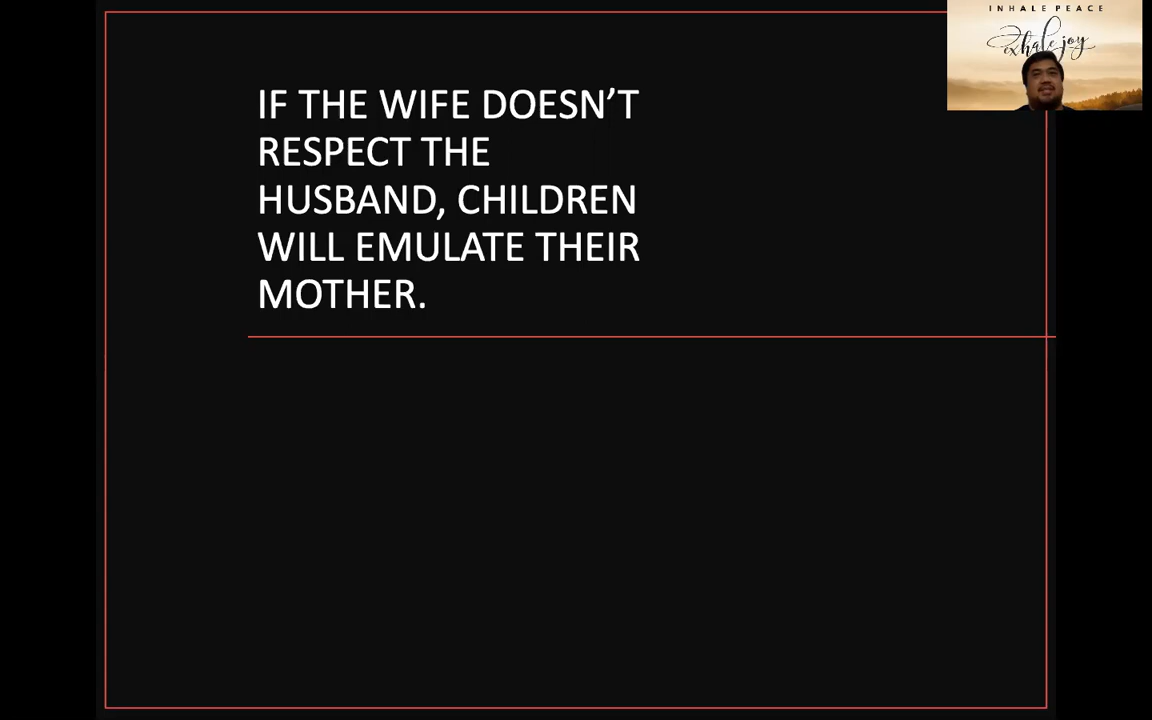 INHALE PEACE
exhale joy
IF THE WIFE DOESN’T
RESPECT THE
HUSBAND, CHILDREN
WILL EMULATE THEIR
MOTHER.